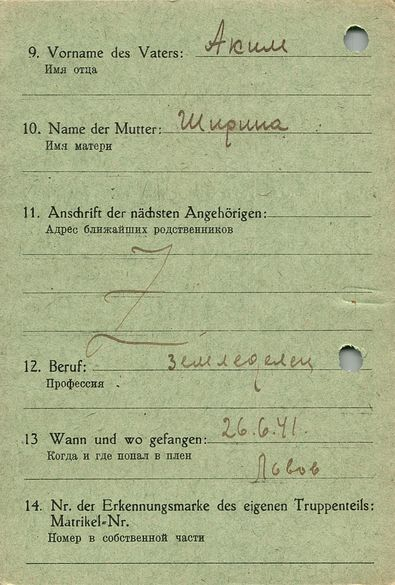 9. Vorname des Vaters: Аким
Имя отца
10. Name der Mutter: Ширина
Имя матери
11. Anschrift der nächsten Angehörigen:
Адрес ближайших родственников
12. Beruf: земледелец
Профессия
13 Wann und wo gefangen: 26.6.41.
Когда и где попал в плен
Львов
14. Nr. der Erkennungsmarke des eigenen Truppenteils:
Matrikel-Nr.
Номер в собственной части